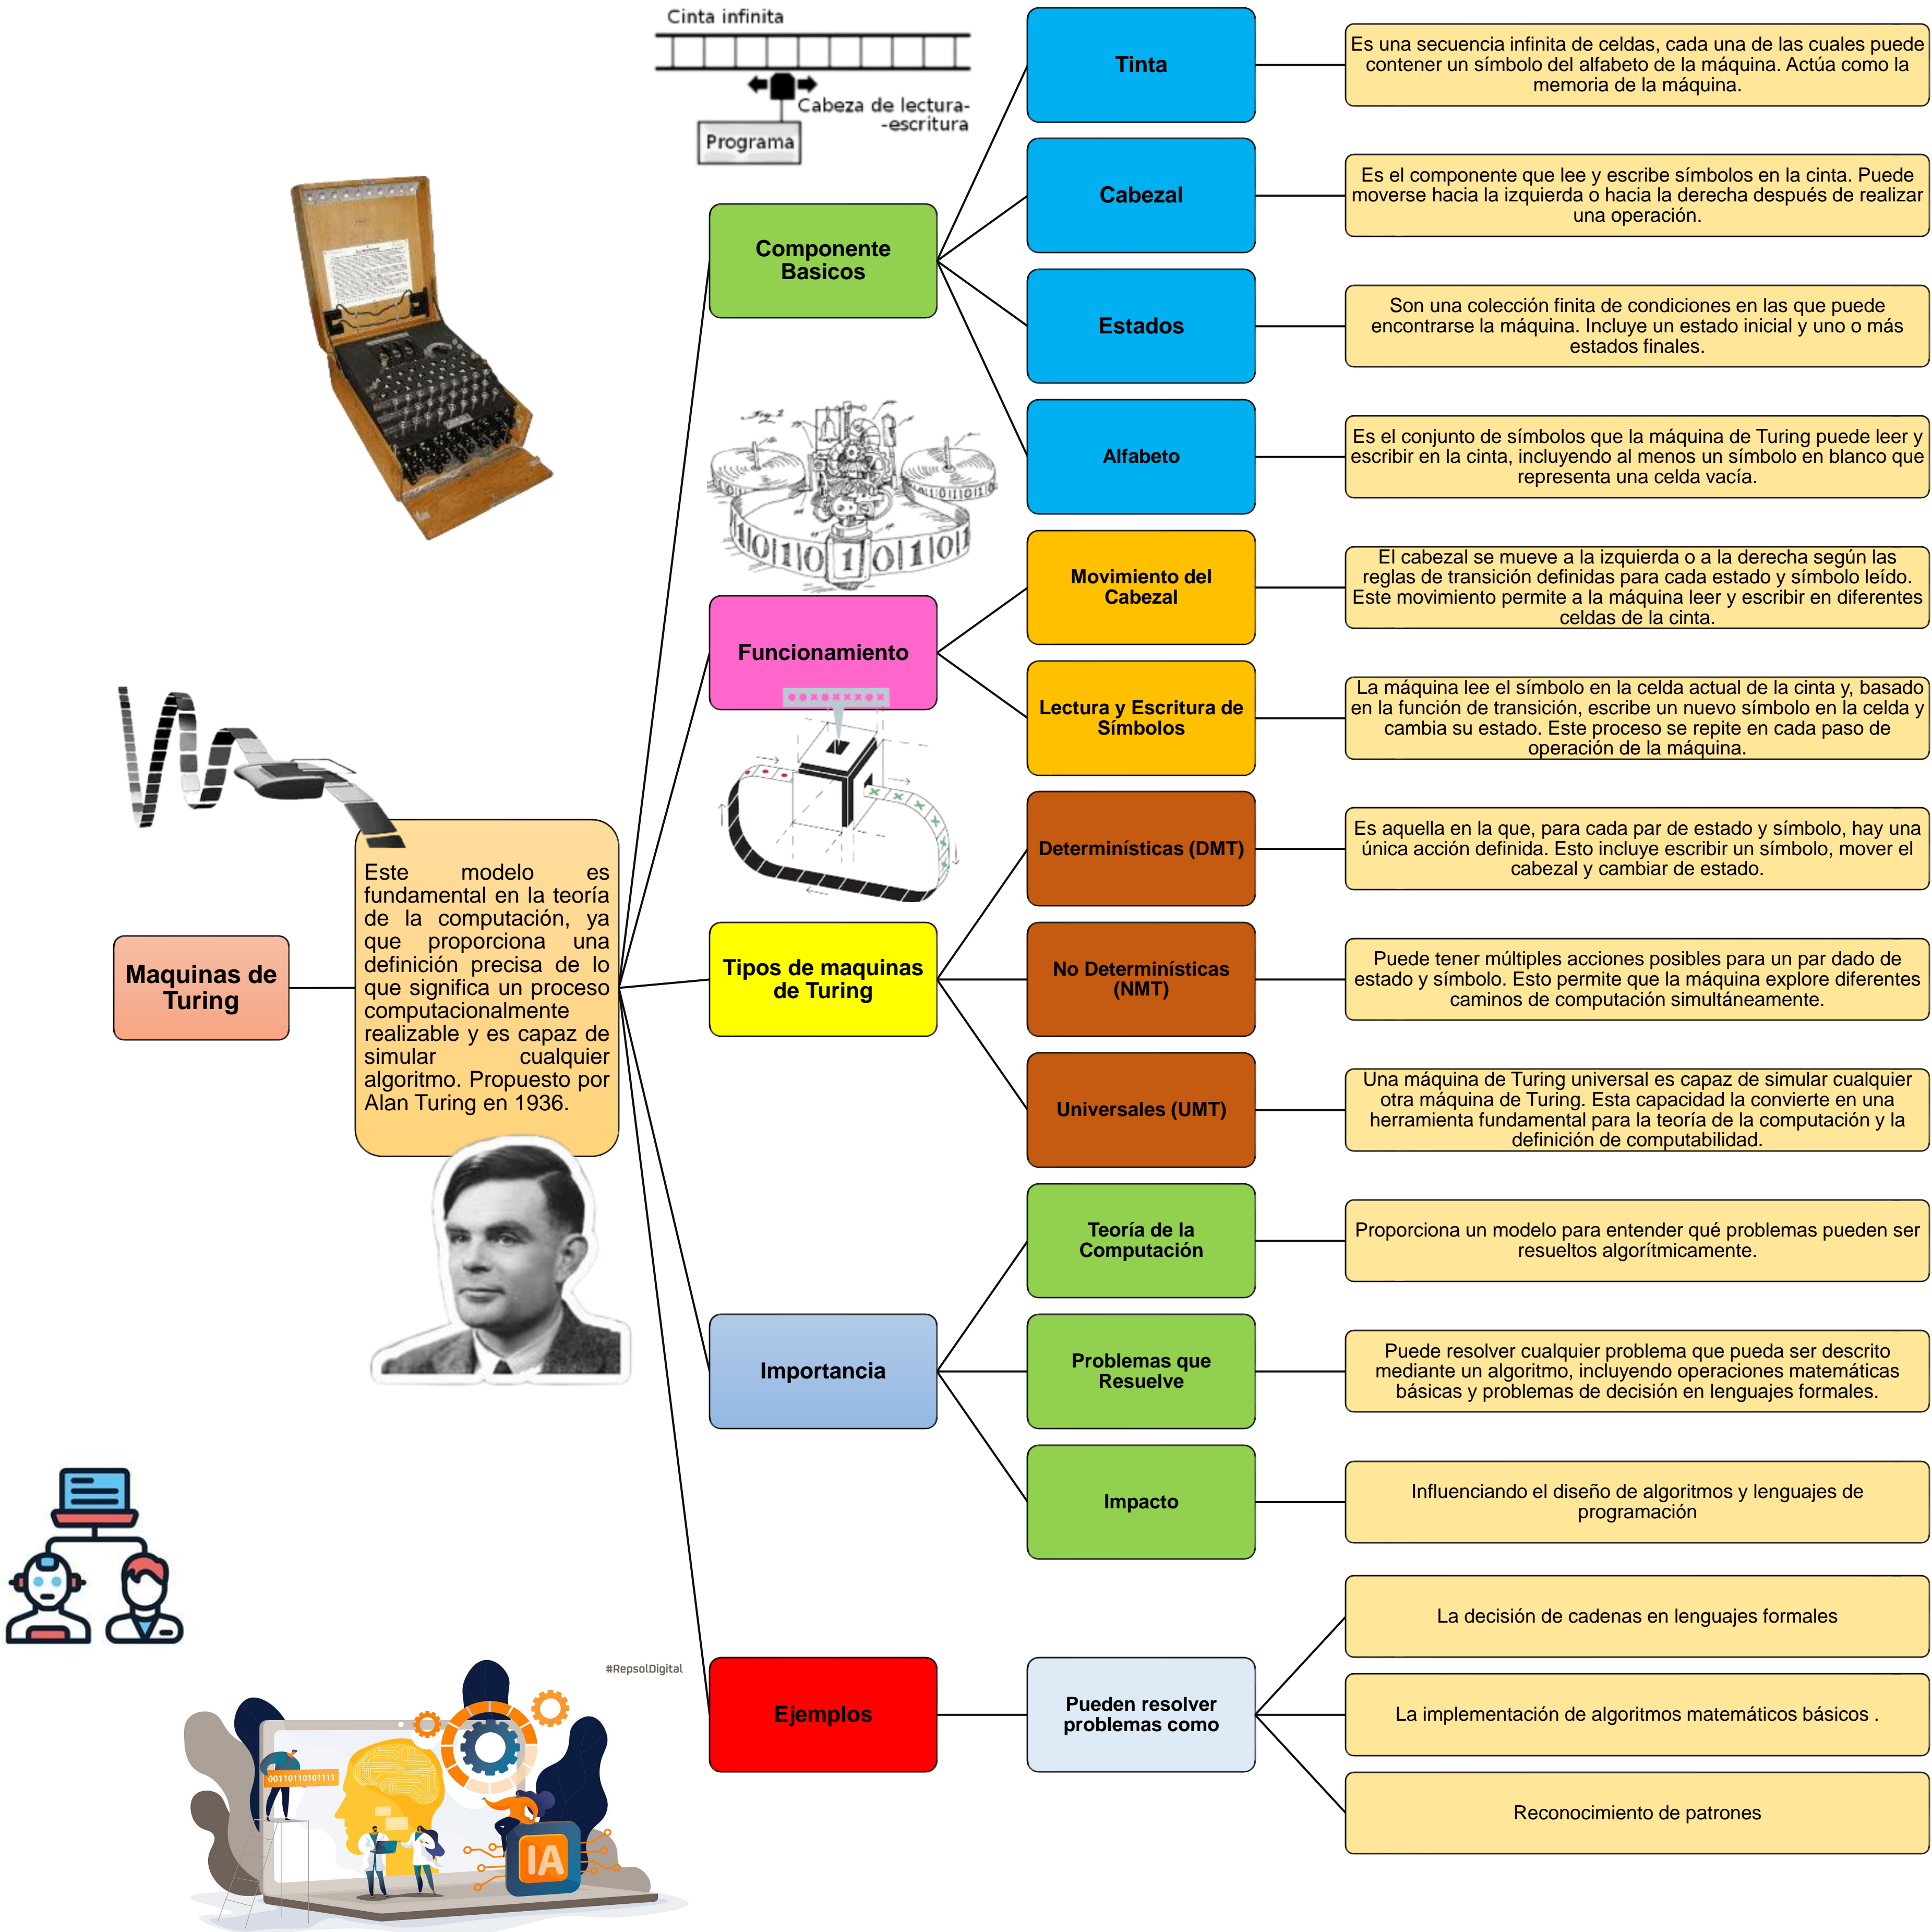 Cinta infinita
Cabeza de lectura-
-escritura
Programa
Maquinas de
Turing
Este modelo es
fundamental en la teoría
de la computación, ya
que proporciona una
definición precisa de lo
que significa un proceso
computacionalmente
realizable y es capaz de
simular cualquier
algoritmo. Propuesto por
Alan Turing en 1936.
Componente
Basicos
Tinta
Es una secuencia infinita de celdas, cada una de las cuales puede
contener un símbolo del alfabeto de la máquina. Actúa como la
memoria de la máquina.
Cabezal
Es el componente que lee y escribe símbolos en la cinta. Puede
moverse hacia la izquierda o hacia la derecha después de realizar
una operación.
Estados
Son una colección finita de condiciones en las que puede
encontrarse la máquina. Incluye un estado inicial y uno o más
estados finales.
Alfabeto
Es el conjunto de símbolos que la máquina de Turing puede leer y
escribir en la cinta, incluyendo al menos un símbolo en blanco que
representa una celda vacía.
Funcionamiento
Movimiento del
Cabezal
El cabezal se mueve a la izquierda o a la derecha según las
reglas de transición definidas para cada estado y símbolo leído.
Este movimiento permite a la máquina leer y escribir en diferentes
celdas de la cinta.
Lectura y Escritura de
Símbolos
La máquina lee el símbolo en la celda actual de la cinta y, basado
en la función de transición, escribe un nuevo símbolo en la celda y
cambia su estado. Este proceso se repite en cada paso de
operación de la máquina.
Tipos de maquinas
de Turing
Determinísticas (DMT)
Es aquella en la que, para cada par de estado y símbolo, hay una
única acción definida. Esto incluye escribir un símbolo, mover el
cabezal y cambiar de estado.
No Determinísticas
(NMT)
Puede tener múltiples acciones posibles para un par dado de
estado y símbolo. Esto permite que la máquina explore diferentes
caminos de computación simultáneamente.
Universales (UMT)
Una máquina de Turing universal es capaz de simular cualquier
otra máquina de Turing. Esta capacidad la convierte en una
herramienta fundamental para la teoría de la computación y la
definición de computabilidad.
Importancia
Teoría de la
Computación
Proporciona un modelo para entender qué problemas pueden ser
resueltos algorítmicamente.
Problemas que
Resuelve
Puede resolver cualquier problema que pueda ser descrito
mediante un algoritmo, incluyendo operaciones matemáticas
básicas y problemas de decisión en lenguajes formales.
Impacto
Influenciando el diseño de algoritmos y lenguajes de
programación
Ejemplos
Pueden resolver
problemas como
La decisión de cadenas en lenguajes formales
La implementación de algoritmos matemáticos básicos .
Reconocimiento de patrones
#RepsolDigital
00110110101111
IA